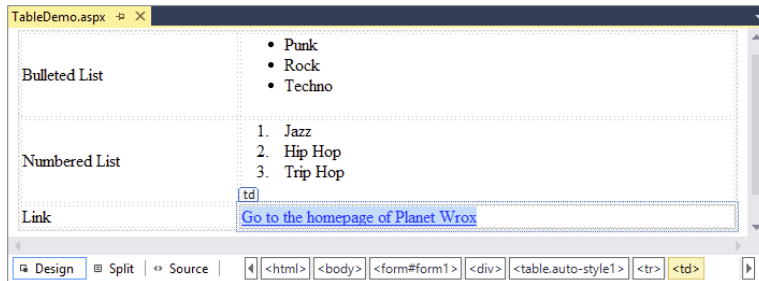 TableDemo.aspx
Bulleted List
• Punk
• Rock
• Techno
Numbered List
1. Jazz
2. Hip Hop
3. Trip Hop
td
Link
Go to the homepage of Planet Wrox
Design Split Source <html> <body> <form#form1> <div> <table.auto-style1> <tr> <td>